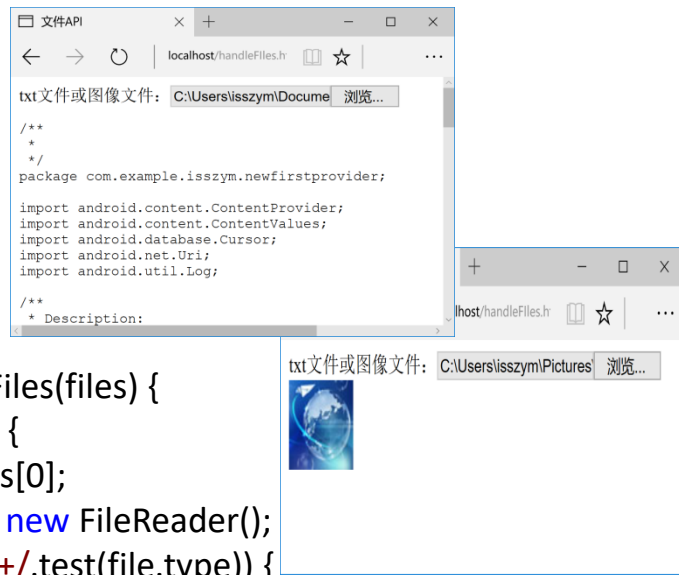 文件API
localhost/handleFIles.h
txt文件或图像文件: C:\Users\isszym\Docume 浏览...
/**
 *
 */
package com.example.isszym.newfirstprovider;
import android.content.ContentProvider;
import android.content.ContentValues;
import android.database.Cursor;
import android.net.Uri;
import android.util.Log;
/**
 * Description:
lhost/handleFIles.h
txt文件或图像文件: C:\Users\isszym\Pictures 浏览...
Files(files) {
{
s[0];
new FileReader();
+/.test(file.type)) {